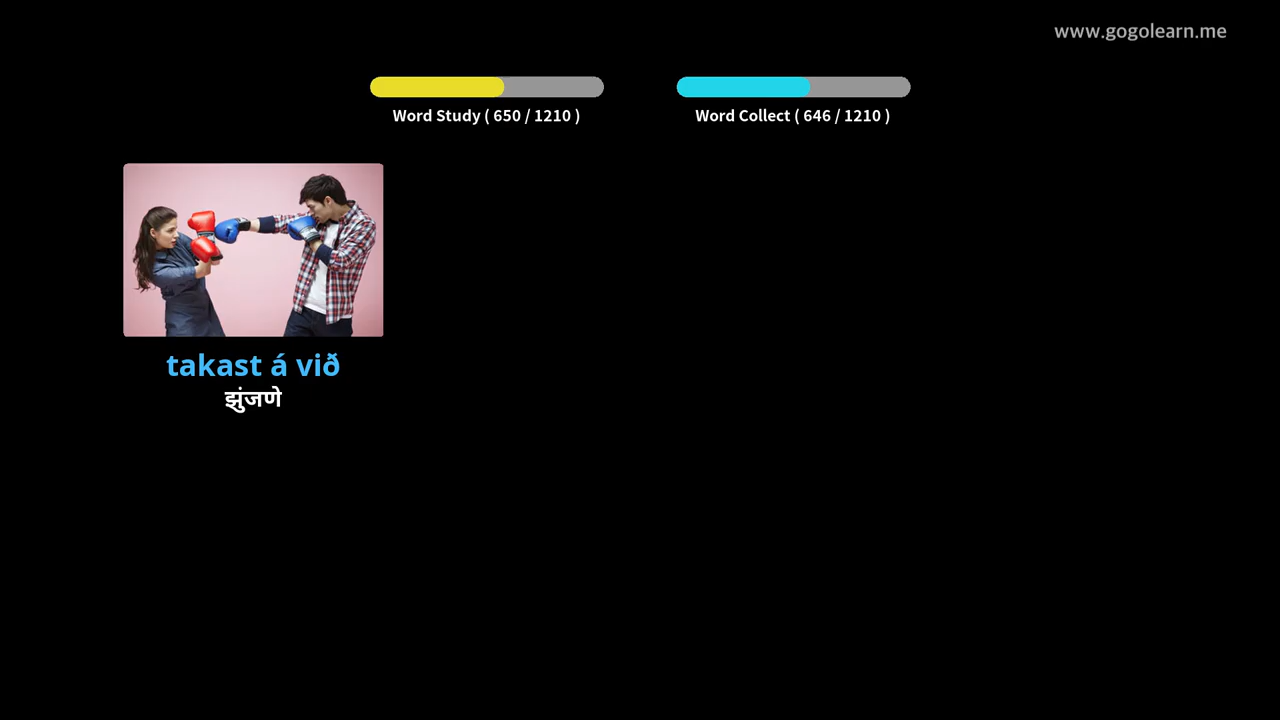 www.gogolearn.me
Word Study ( 650 / 1210 )
Word Collect ( 646 / 1210 )
takast á við
झुंजणे